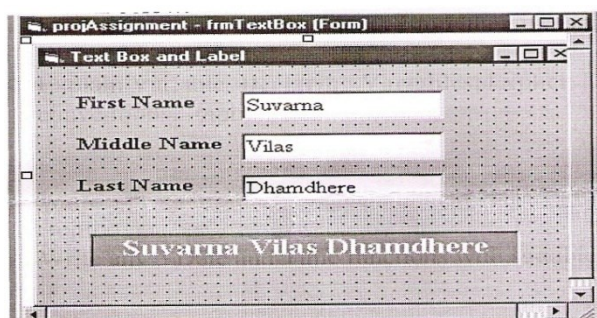 projAssignment - frmTextBox (Form)
Text Box and Label
First Name Suvarna
Middle Name Vilas
Last Name Dhamdhere
Suvarna Vilas Dhamdhere